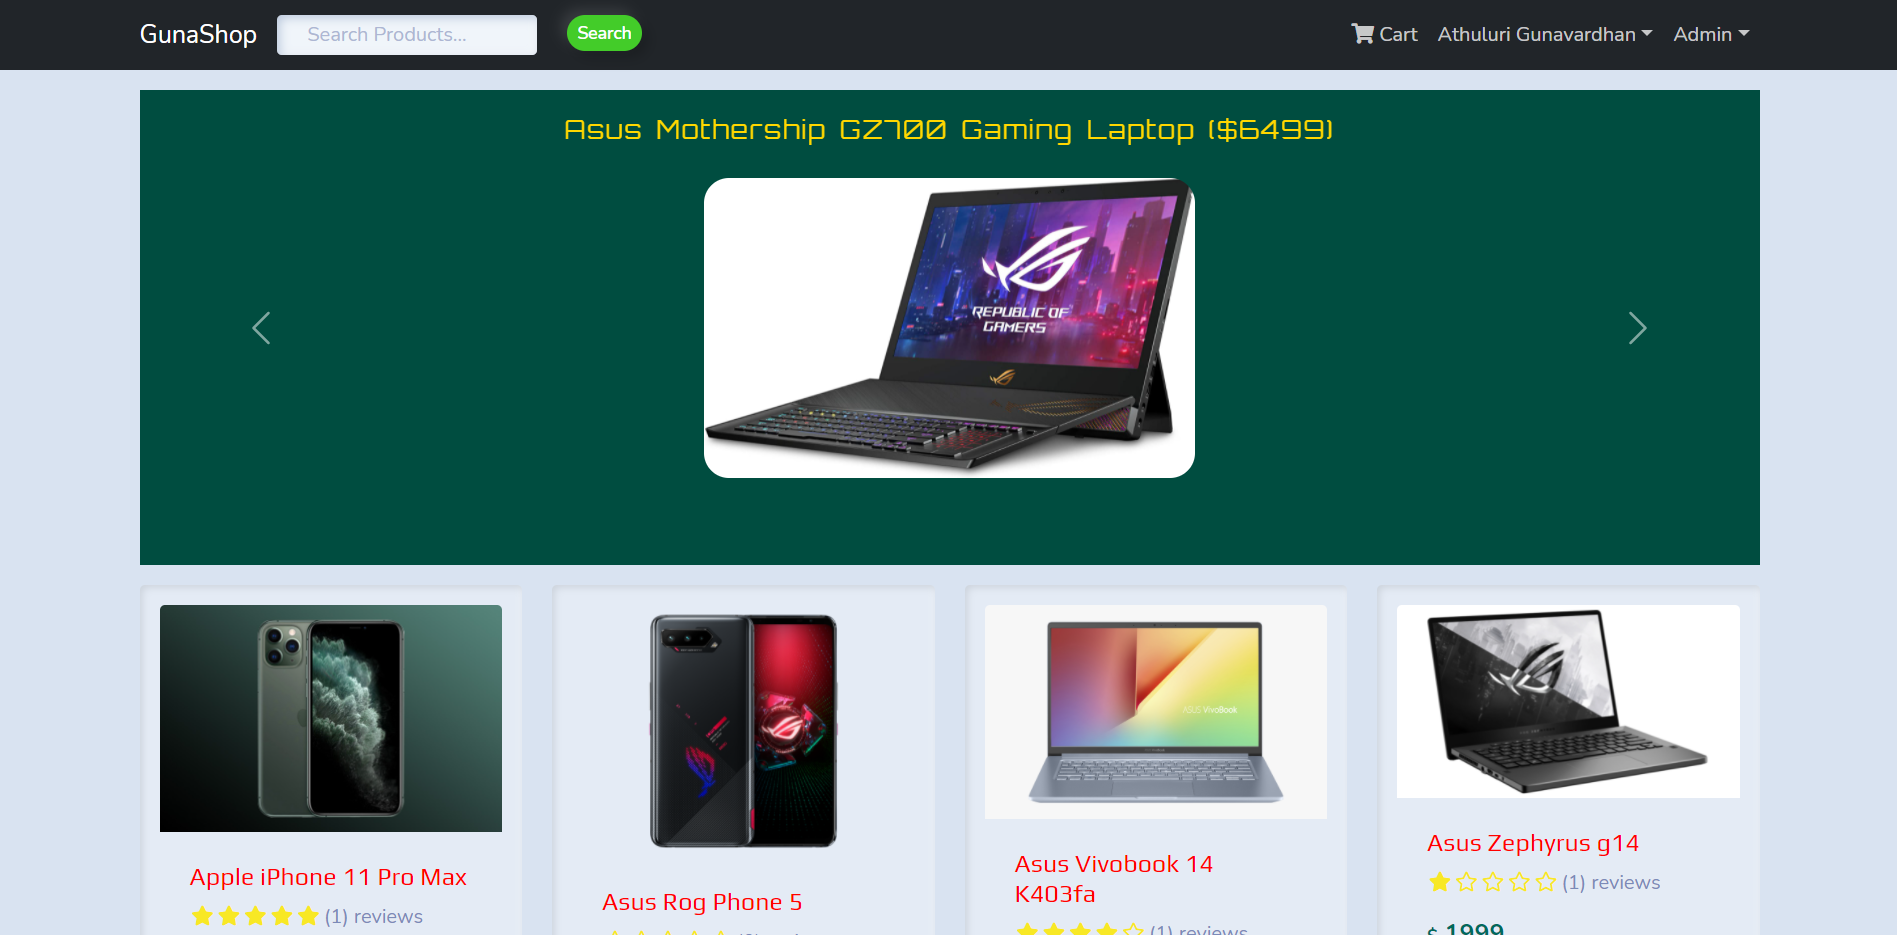 GunaShop
Search Products...
Search
Cart
Athuluri Gunavardhan
Admin
Asus Mothership GZ700 Gaming Laptop ($6499)
REPUBLIC OF
GAMERS
ASUS VivoBook
Apple iPhone 11 Pro Max
(1) reviews
Asus Rog Phone 5
Asus Vivobook 14
K403fa
(1) reviews
Asus Zephyrus g14
(1) reviews
$ 1999